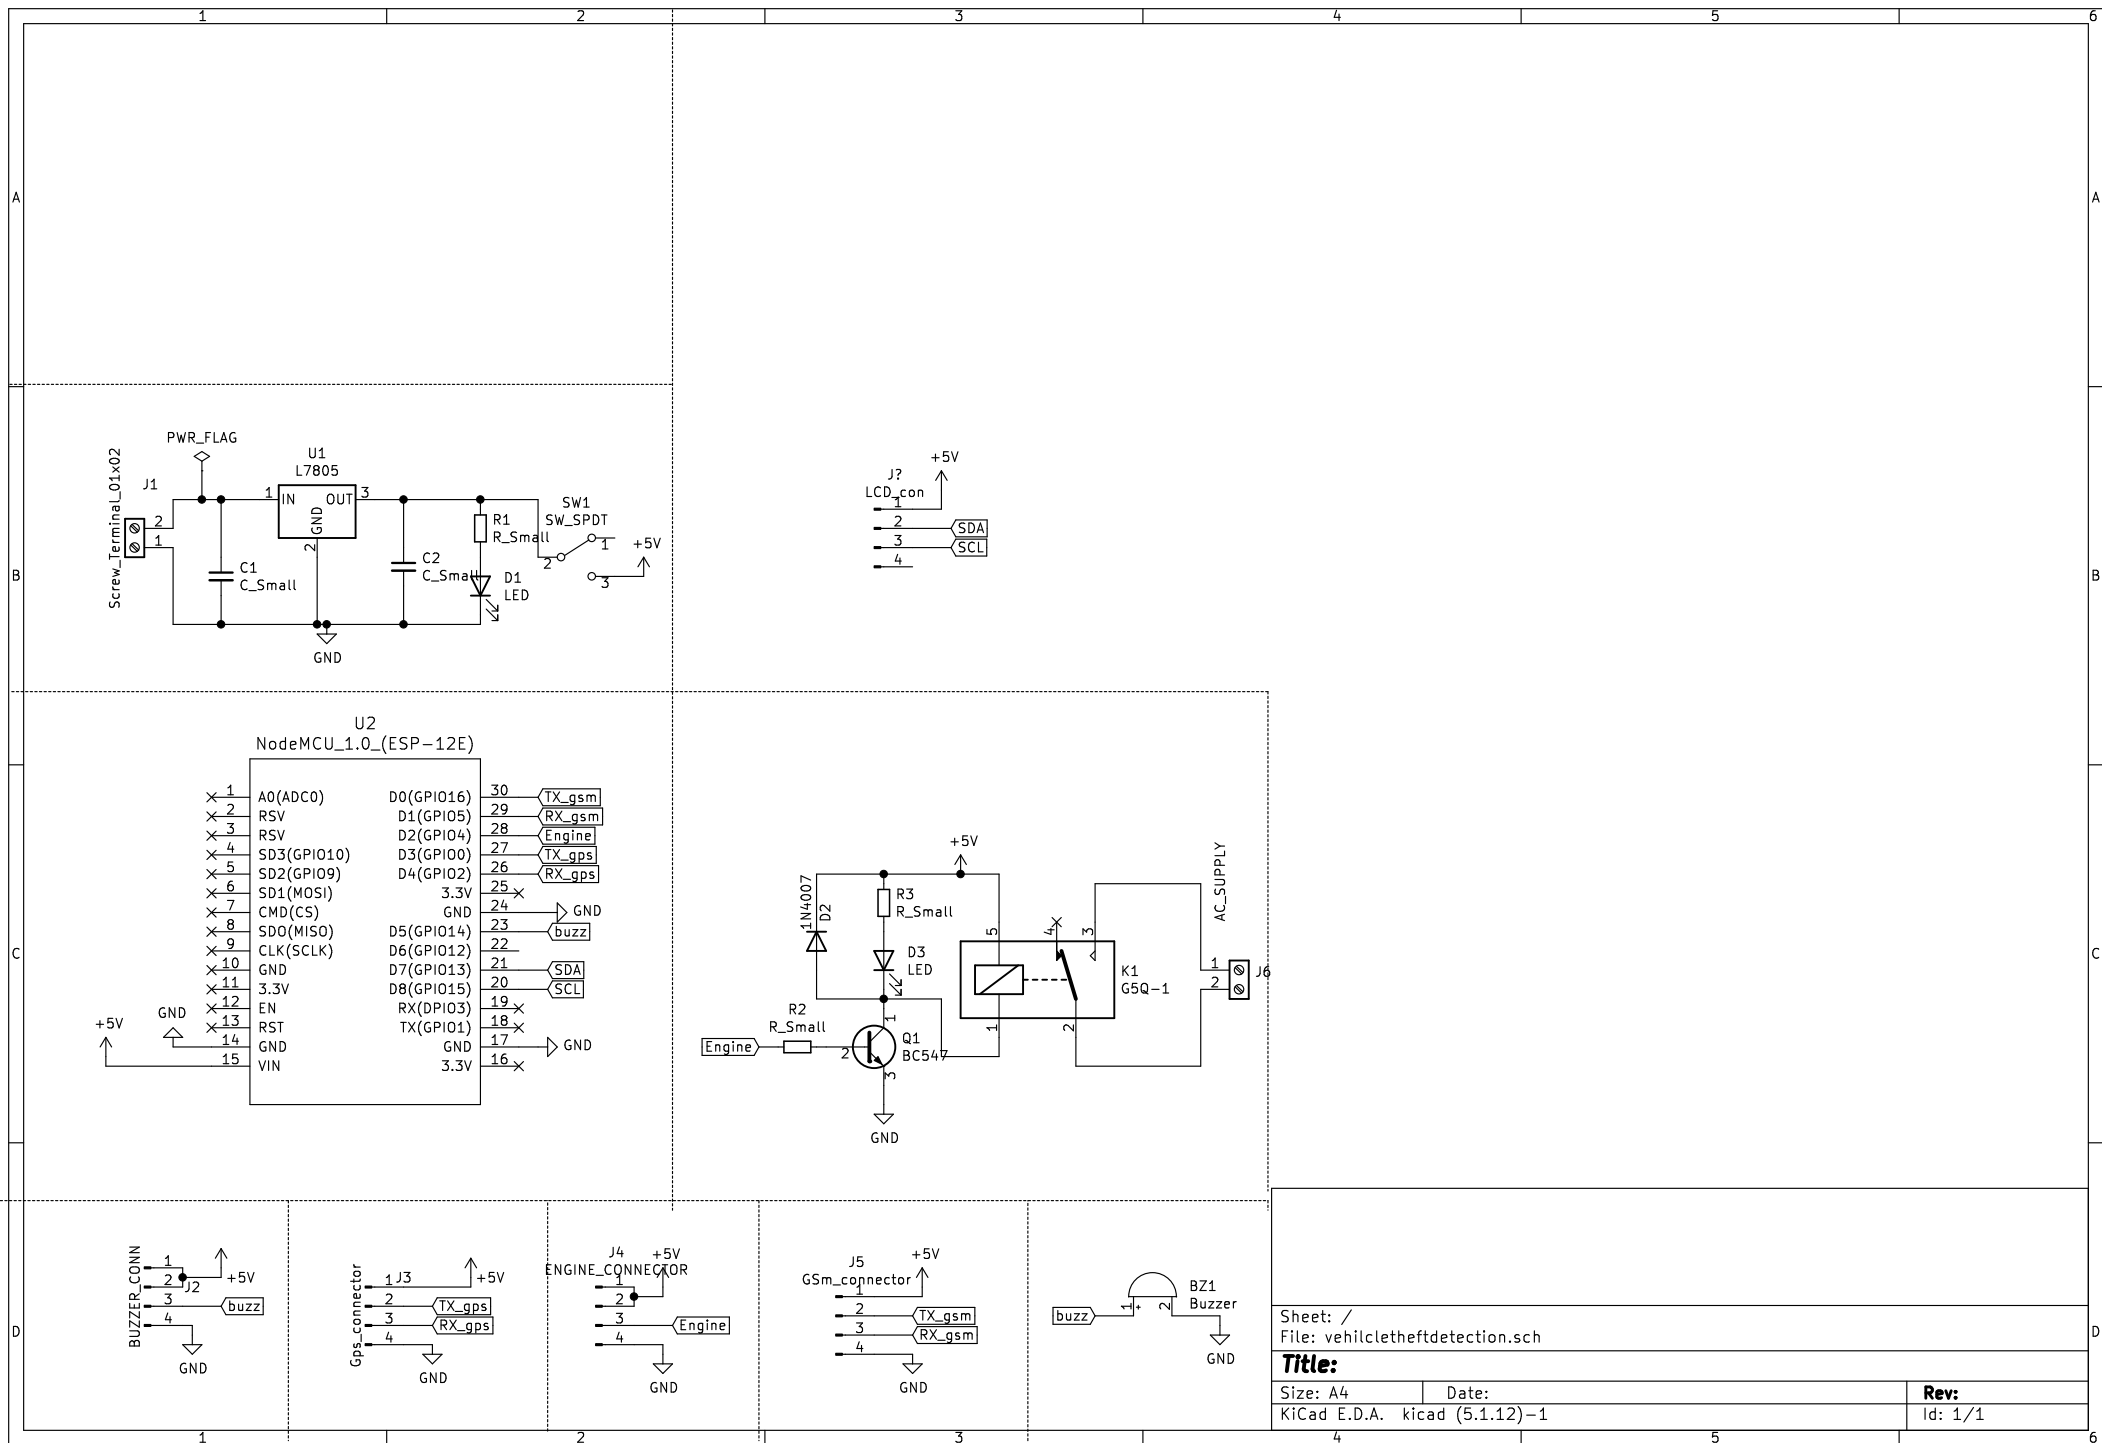 1 2 3 4 5 6
A A
PWR_FLAG
Screw_Terminal_01x02
J1
2
1
U1
L7805
1 IN OUT 3
GND
2
C1
C_Small
C2
C_Small
R1
R_Small
D1
LED
SW1
SW_SPDT
1
2
3
+5V
GND
J?
LCD_con
+5V
1
2 SDA
3 SCL
4
B B
U2
NodeMCU_1.0_(ESP-12E)
1 A0(ADC0) D0(GPIO16) 30 TX_gsm
2 RSV D1(GPIO5) 29 RX_gsm
3 RSV D2(GPIO4) 28 Engine
4 SD3(GPIO10) D3(GPIO0) 27 TX_gps
5 SD2(GPIO9) D4(GPIO2) 26 RX_gps
6 SD1(MOSI) 3.3V 25
7 CMD(CS) GND 24 GND
8 SDO(MISO) D5(GPIO14) 23 buzz
9 CLK(SCLK) D6(GPIO12) 22
10 GND D7(GPIO13) 21 SDA
11 3.3V D8(GPIO15) 20 SCL
12 EN RX(DPIO3) 19
13 RST TX(GPIO1) 18
14 GND GND 17 GND
15 VIN 3.3V 16
GND
+5V
C C
+5V
1N4007
D2
R3
R_Small
D3
LED
R2
R_Small
Engine
1
2
3
Q1
BC547
GND
5
4
3
1
2
K1
G5Q-1
AC_SUPPLY
1
2
J6
D D
BUZZER_CONN
J2
1
2
3 buzz
4
+5V
GND
Gps_connector
J3
1
2 TX_gps
3 RX_gps
4
+5V
GND
J4
ENGINE_CONNECTOR
+5V
1
2
3 Engine
4
GND
J5
GSm_connector
+5V
1
2 TX_gsm
3 RX_gsm
4
GND
buzz
1 + 2
BZ1
Buzzer
GND
Sheet: /
File: vehilcletheftdetection.sch
Title:
Size: A4 Date: Rev:
KiCad E.D.A. kicad (5.1.12)-1 Id: 1/1
1 2 3 4 5 6